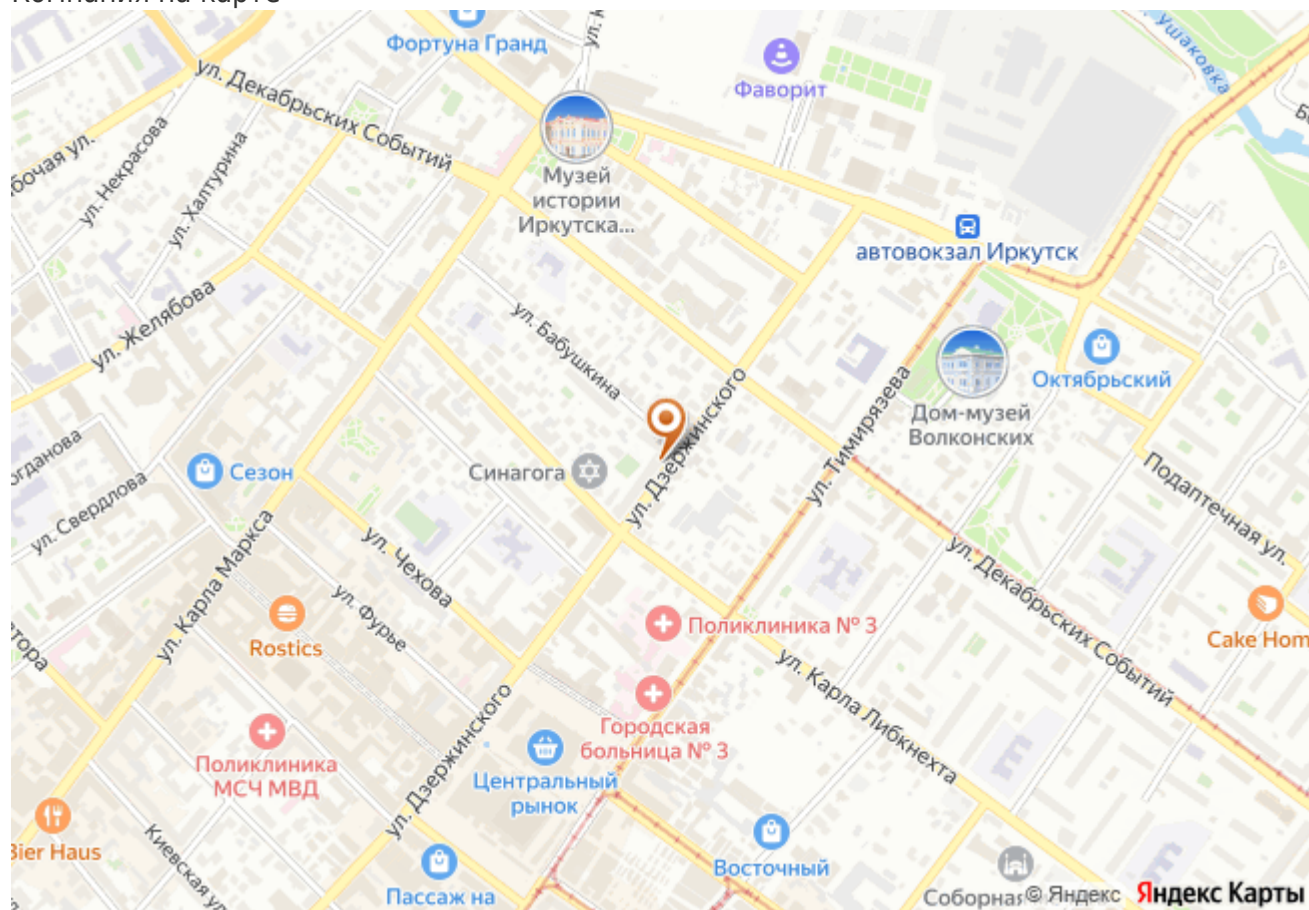 Компания на карте
Фортуна Гранд
Фаворит
Ушаковка
ул. Декабрьских Событий
ул. Некрасова
ул. Халтурина
Музей
истории
Иркутска...
автовокзал Иркутск
ул. Желябова
ул. Бабушкина
Октябрьский
Дом-музей
Волконских
ул. Тимирязева
ул. Дзержинского
Синагога
Сезон
ул. Свердлова
Подаптечная ул.
ул. Карла Маркса
ул. Чехова
ул. Фурье
ул. Декабрьских Событий
Rostics
Поликлиника № 3
Cake Hom
ул. Карла Либкнехта
Городская
больница № 3
ул. Дзержинского
Поликлиника
МСЧ МВД
Центральный
рынок
Bier Haus
Киевская ул.
Восточный
Пассаж на
Соборная
© Яндекс Яндекс Карты